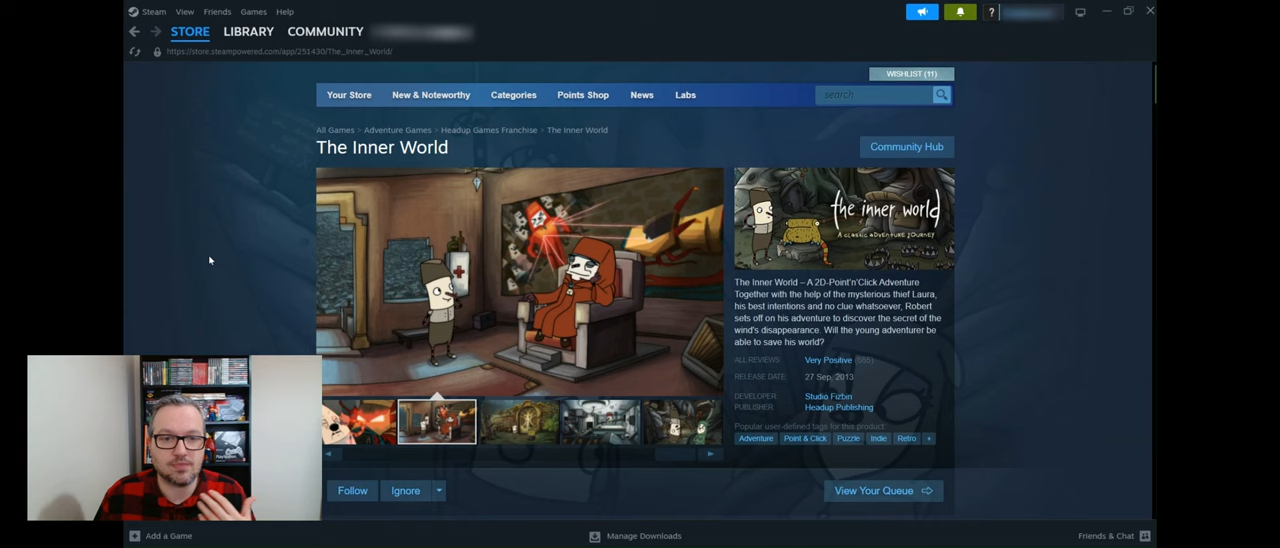 Steam View Friends Games Help
?
STORE LIBRARY COMMUNITY
https://store.steampowered.com/app/251430/The_Inner_World/
WISHLIST (11)
Your Store New & Noteworthy Categories Points Shop News Labs
search
All Games > Adventure Games > Headup Games Franchise > The Inner World
The Inner World
Community Hub
the inner world
A CLASSIC ADVENTURE JOURNEY
The Inner World – A 2D-Point'n'Click Adventure
Together with the help of the mysterious thief Laura,
his best intentions and no clue whatsoever, Robert
sets off on his adventure to discover the secret of the
wind's disappearance. Will the young adventurer be
able to save his world?
ALL REVIEWS: Very Positive (565)
RELEASE DATE: 27 Sep, 2013
DEVELOPER: Studio Fizbin
PUBLISHER: Headup Publishing
Popular user-defined tags for this product:
Adventure Point & Click Puzzle Indie Retro +
Follow Ignore
View Your Queue
Add a Game
Manage Downloads
Friends & Chat